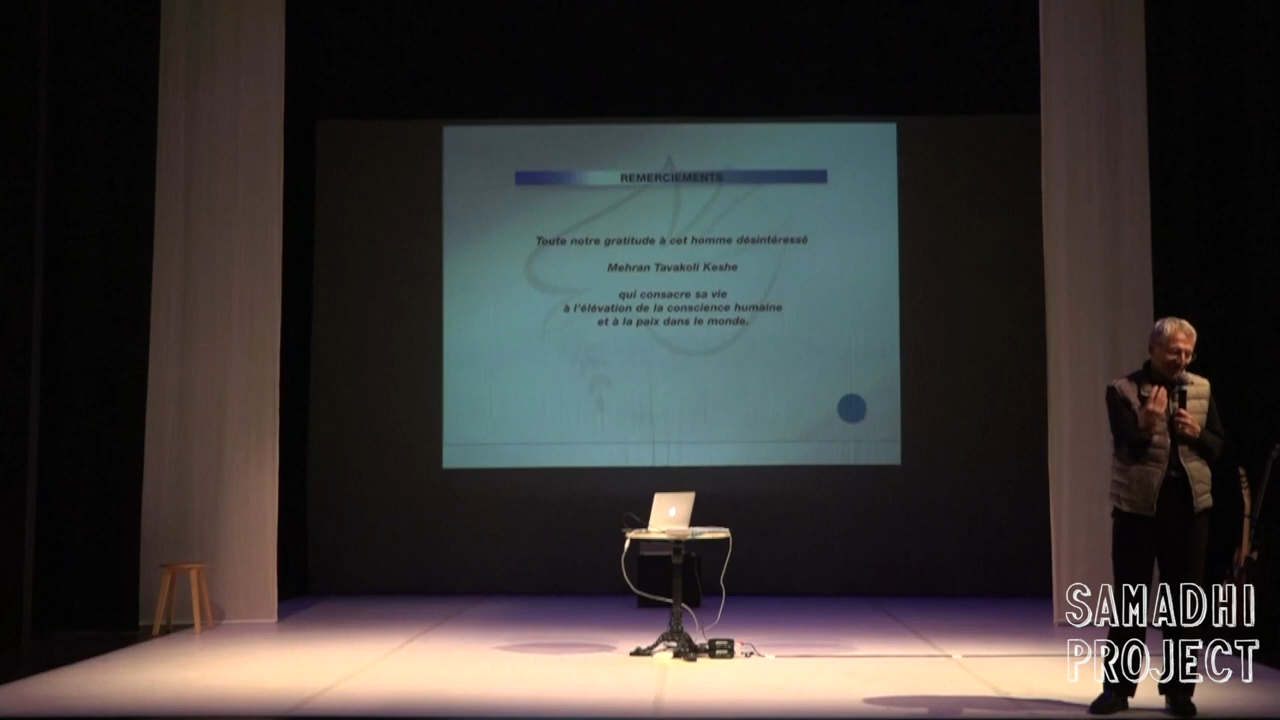 REMERCIEMENTS
Toute notre gratitude à cet homme désintéressé
Mehran Tavakoli Keshe
qui consacre sa vie
à l'élévation de la conscience humaine
et à la paix dans le monde.
SAMADHI
PROJECT